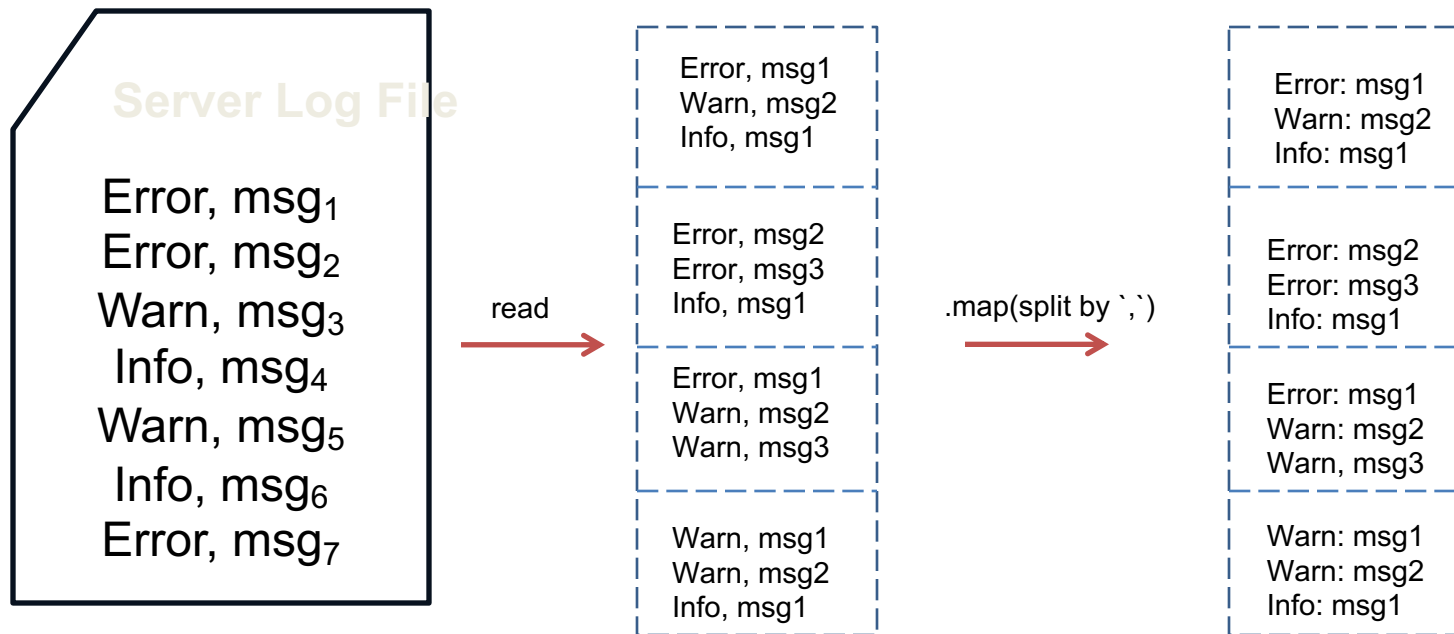 Server Log File
Error, msg1
Error, msg2
Warn, msg3
Info, msg4
Warn, msg5
Info, msg6
Error, msg7
read
Error, msg1
Warn, msg2
Info, msg1
Error, msg2
Error, msg3
Info, msg1
Error, msg1
Warn, msg2
Warn, msg3
Warn, msg1
Warn, msg2
Info, msg1
.map(split by `,`)
Error: msg1
Warn: msg2
Info: msg1
Error: msg2
Error: msg3
Info: msg1
Error: msg1
Warn: msg2
Warn, msg3
Warn: msg1
Warn: msg2
Info: msg1